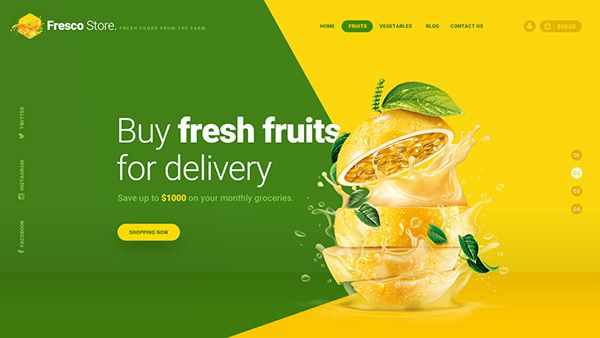 Fresco Store. FRESH FOODS FROM THE FARM
HOME FRUITS VEGETABLES BLOG CONTACT US
$00.00
Buy fresh fruits
for delivery
Save up to $1000 on your monthly groceries.
SHOPPING NOW
TWITTER
INSTAGRAM
FACEBOOK
01
02
03
04